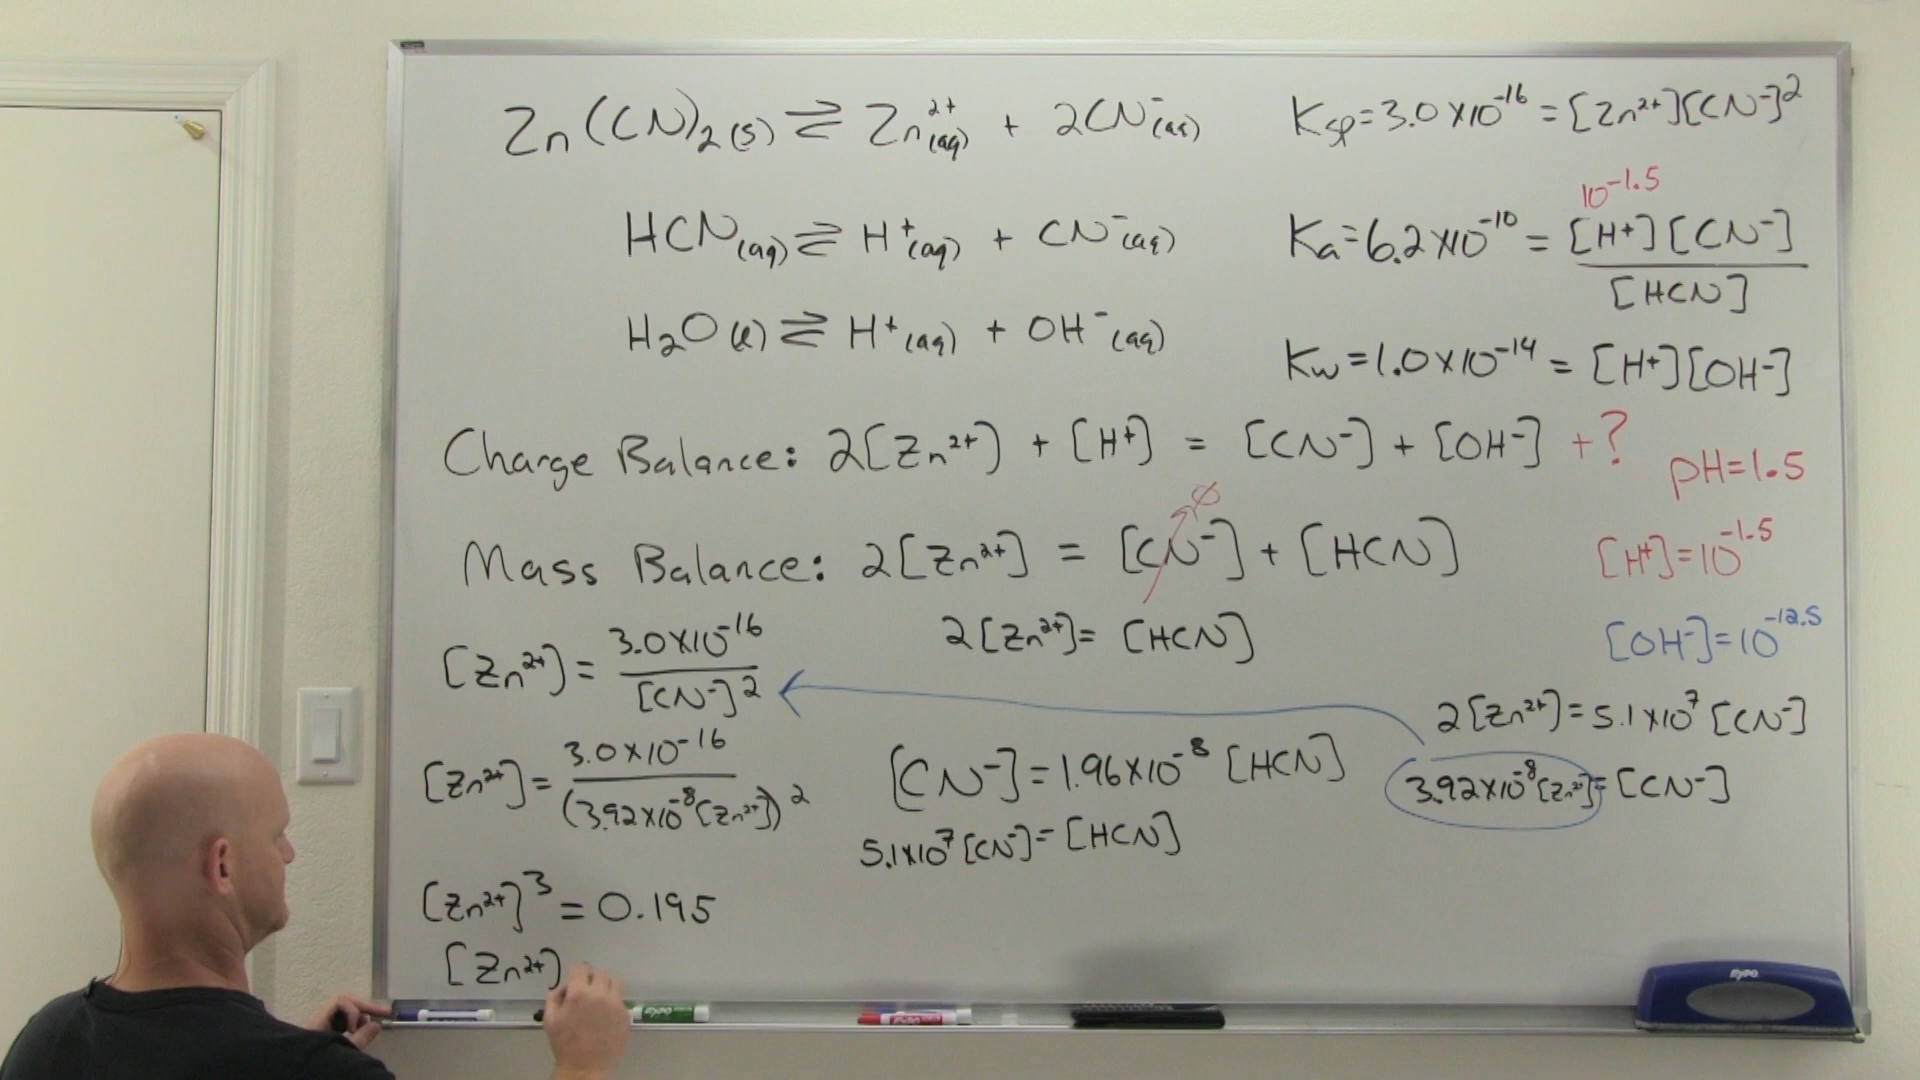 Zn(CN)₂(s) ⇌ Zn²⁺(aq) + 2CN⁻(aq)
Ksp = 3.0 x 10⁻¹⁶ = [Zn²⁺][CN⁻]²
10⁻¹·⁵
HCN(aq) ⇌ H⁺(aq) + CN⁻(aq)
Ka = 6.2 x 10⁻¹⁰ = [H⁺][CN⁻] / [HCN]
H₂O(l) ⇌ H⁺(aq) + OH⁻(aq)
Kw = 1.0 x 10⁻¹⁴ = [H⁺][OH⁻]
Charge Balance: 2[Zn²⁺] + [H⁺] = [CN⁻] + [OH⁻] + ?
pH = 1.5
ø
Mass Balance: 2[Zn²⁺] = [CN⁻] + [HCN]
[H⁺] = 10⁻¹·⁵
2[Zn²⁺] = [HCN]
[OH⁻] = 10⁻¹²·⁵
[Zn²⁺] = 3.0 x 10⁻¹⁶ / [CN⁻]²
2[Zn²⁺] = 5.1 x 10⁷ [CN⁻]
[Zn²⁺] = 3.0 x 10⁻¹⁶ / (3.92 x 10⁻⁸ [Zn²⁺])²
[CN⁻] = 1.96 x 10⁻⁸ [HCN]
3.92 x 10⁻⁸ [Zn²⁺] = [CN⁻]
5.1 x 10⁷ [CN⁻] = [HCN]
[Zn²⁺]³ = 0.195
[Zn²⁺]
EXPO
EXPO
EXPO